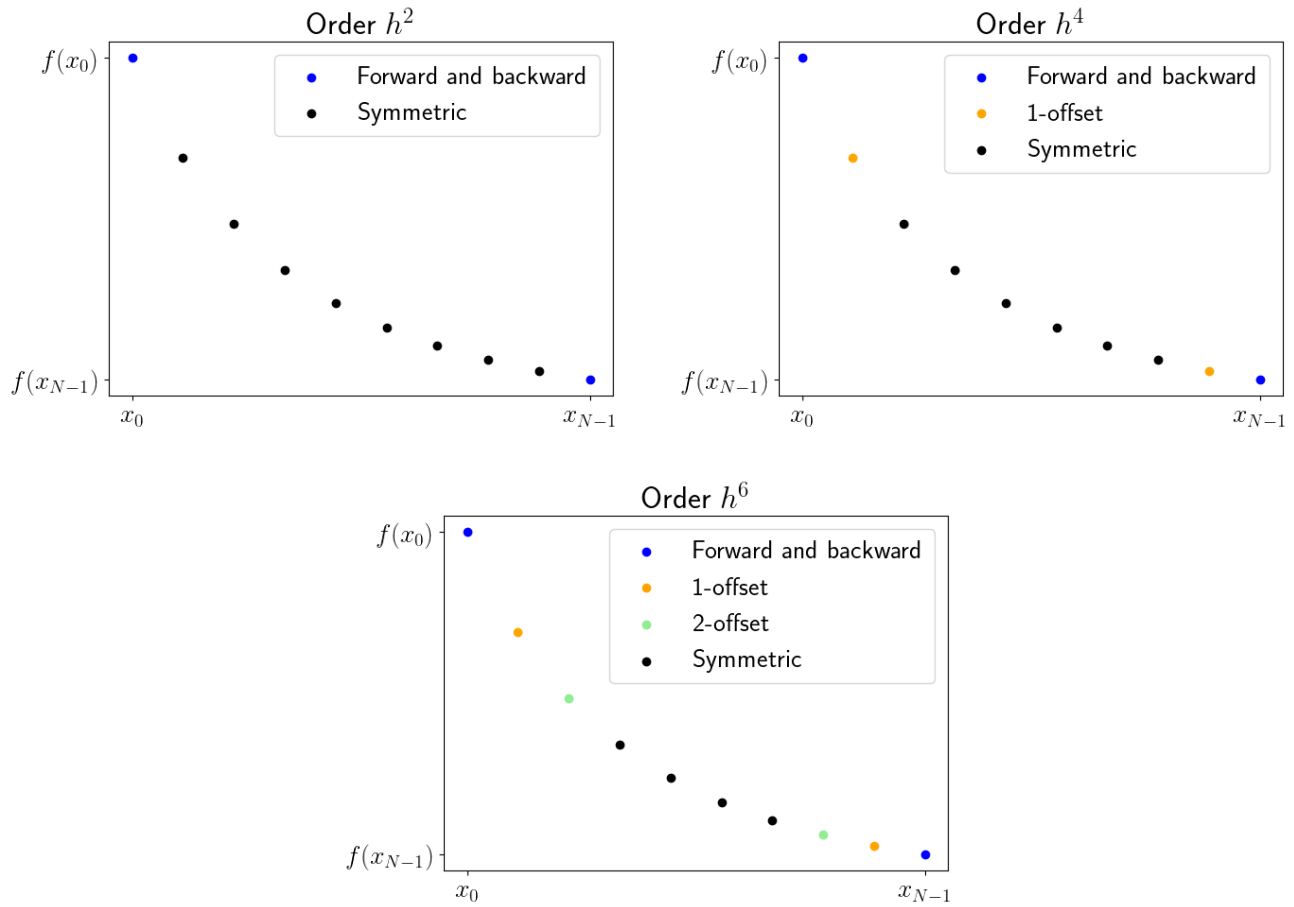 Order $h^2$
$f(x_0)$
Forward and backward
Symmetric
$f(x_{N-1})$
$x_0$
$x_{N-1}$
Order $h^4$
$f(x_0)$
Forward and backward
1-offset
Symmetric
$f(x_{N-1})$
$x_0$
$x_{N-1}$
Order $h^6$
$f(x_0)$
Forward and backward
1-offset
2-offset
Symmetric
$f(x_{N-1})$
$x_0$
$x_{N-1}$